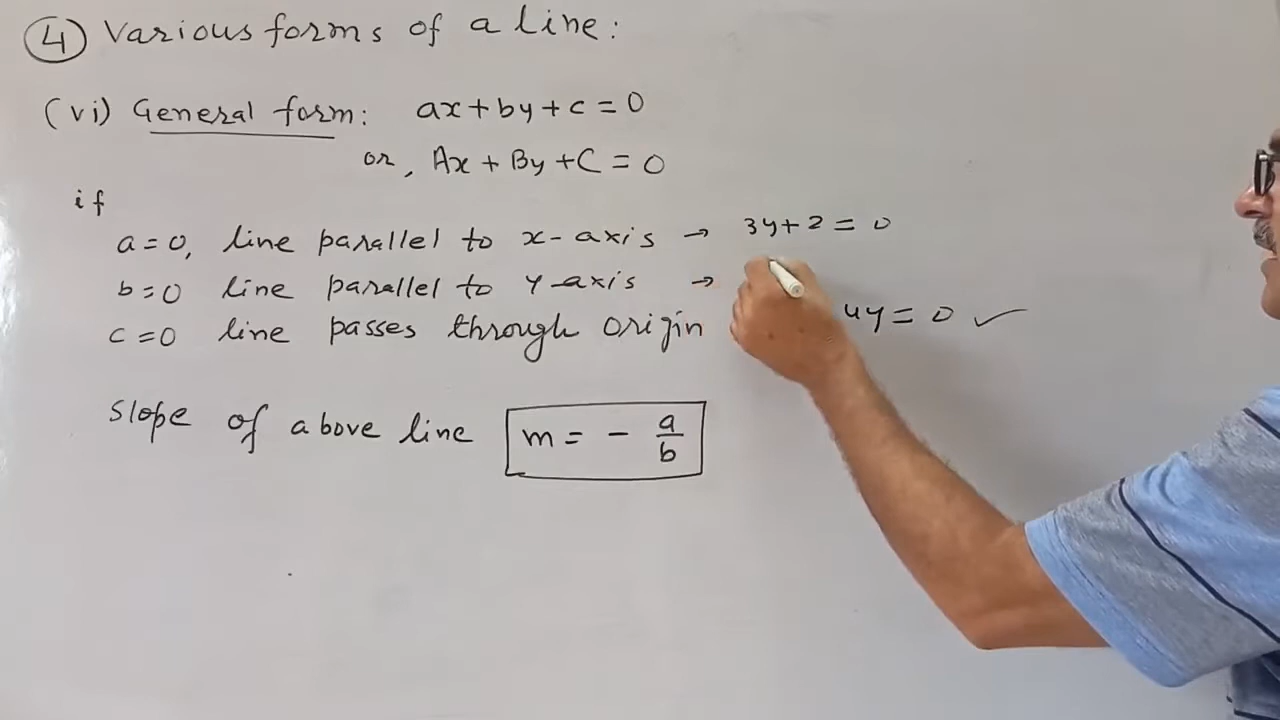 4 Various forms of a line:
(vi) General form: ax + by + c = 0
or, Ax + By + C = 0
if
a = 0, line parallel to x-axis → 3y + 2 = 0
b = 0 line parallel to y-axis →
c = 0 line passes through origin 4y = 0 ✓
Slope of above line m = - a/b